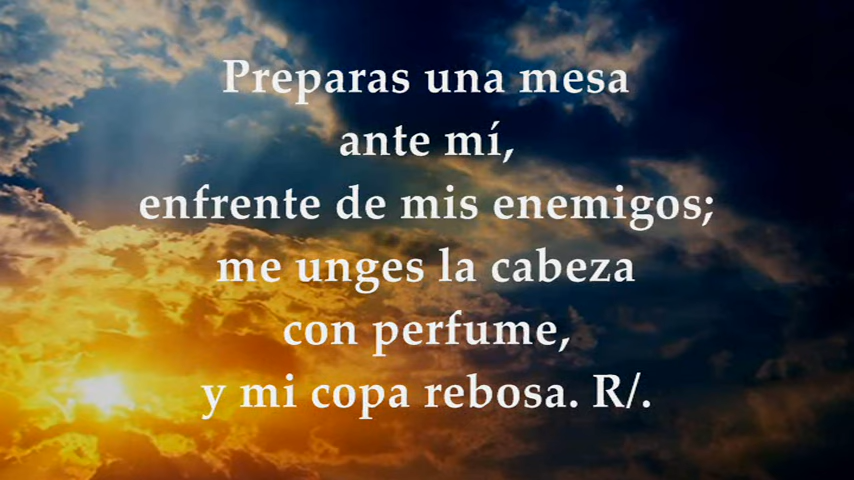 Preparas una mesa
ante mí,
enfrente de mis enemigos;
me unges la cabeza
con perfume,
y mi copa rebosa. R/.